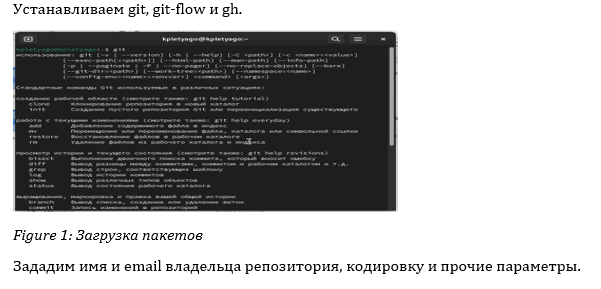 Устанавливаем git, git-flow и gh.
kpletyago@kpletyago:~
kpletyago@kpletyago:~$ git
использование: git [-v | --version] [-h | --help] [-C <path>] [-c <name>=<value>]
[--exec-path[=<path>]] [--html-path] [--man-path] [--info-path]
[-p | --paginate | -P | --no-pager] [--no-replace-objects] [--bare]
[--git-dir=<path>] [--work-tree=<path>] [--namespace=<name>]
[--config-env=<name>=<envvar>] <command> [<args>]
Стандартные команды Git используемые в различных ситуациях:
создание рабочей области (смотрите также: git help tutorial)
clone Клонирование репозитория в новый каталог
init Создание пустого репозитория Git или переинициализация существующего
работа с текущими изменениями (смотрите также: git help everyday)
add Добавление содержимого файла в индекс
mv Перемещение или переименование файла, каталога или символьной ссылки
restore Восстановление файлов в рабочем каталоге
rm Удаление файлов из рабочего каталога и индекса
просмотр истории и текущего состояния (смотрите также: git help revisions)
bisect Выполнение двоичного поиска коммита, который вносит ошибку
diff Вывод разницы между коммитами, коммитом и рабочим каталогом и т.д.
grep Вывод строк, соответствующих шаблону
log Вывод истории коммитов
show Вывод различных типов объектов
status Вывод состояния рабочего каталога
выращивание, маркировка и правка вашей общей истории
branch Вывод списка, создание или удаление веток
commit Запись изменений в репозиторий
Figure 1: Загрузка пакетов
Зададим имя и email владельца репозитория, кодировку и прочие параметры.